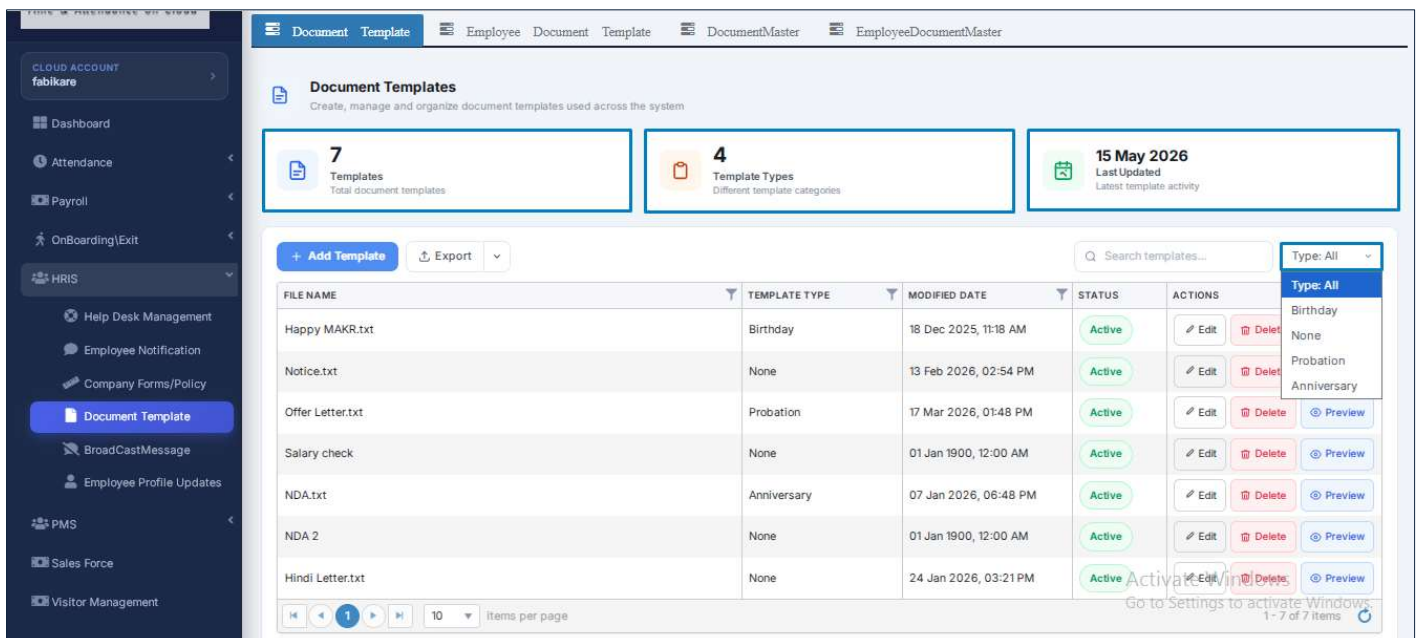 Time & Attendance on Cloud
Document Template
Employee Document Template
DocumentMaster
EmployeeDocumentMaster
CLOUD ACCOUNT
fabikare
Dashboard
Attendance
Payroll
OnBoarding\Exit
HRIS
Help Desk Management
Employee Notification
Company Forms/Policy
Document Template
BroadCastMessage
Employee Profile Updates
PMS
Sales Force
Visitor Management
Document Templates
Create, manage and organize document templates used across the system
7
Templates
Total document templates
4
Template Types
Different template categories
15 May 2026
Last Updated
Latest template activity
+ Add Template
Export
Search templates...
Type: All
Type: All
Birthday
None
Probation
Anniversary
FILE NAME TEMPLATE TYPE MODIFIED DATE STATUS ACTIONS
Happy MAKR.txt Birthday 18 Dec 2025, 11:18 AM Active Edit Delet
Notice.txt None 13 Feb 2026, 02:54 PM Active Edit Delet
Offer Letter.txt Probation 17 Mar 2026, 01:48 PM Active Edit Delete Preview
Salary check None 01 Jan 1900, 12:00 AM Active Edit Delete Preview
NDA.txt Anniversary 07 Jan 2026, 06:48 PM Active Edit Delete Preview
NDA 2 None 01 Jan 1900, 12:00 AM Active Edit Delete Preview
Hindi Letter.txt None 24 Jan 2026, 03:21 PM Active Edit Delete Preview
Activate Windows
Go to Settings to activate Windows.
1 10 items per page
1 - 7 of 7 items